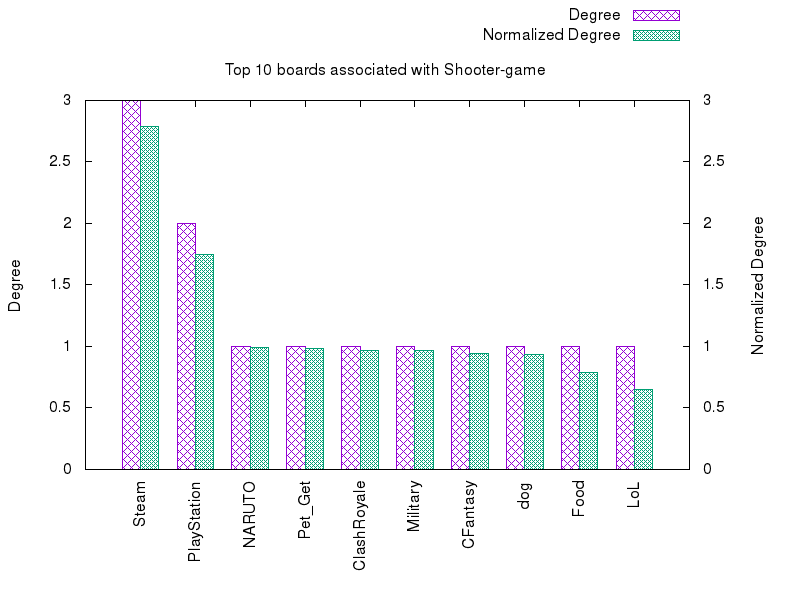 Degree
Normalized Degree
Top 10 boards associated with Shooter-game
3
2.5
2
1.5
1
0.5
0
3
2.5
2
1.5
1
0.5
0
Degree
Normalized Degree
Steam
PlayStation
NARUTO
Pet_Get
ClashRoyale
Military
CFantasy
dog
Food
LoL